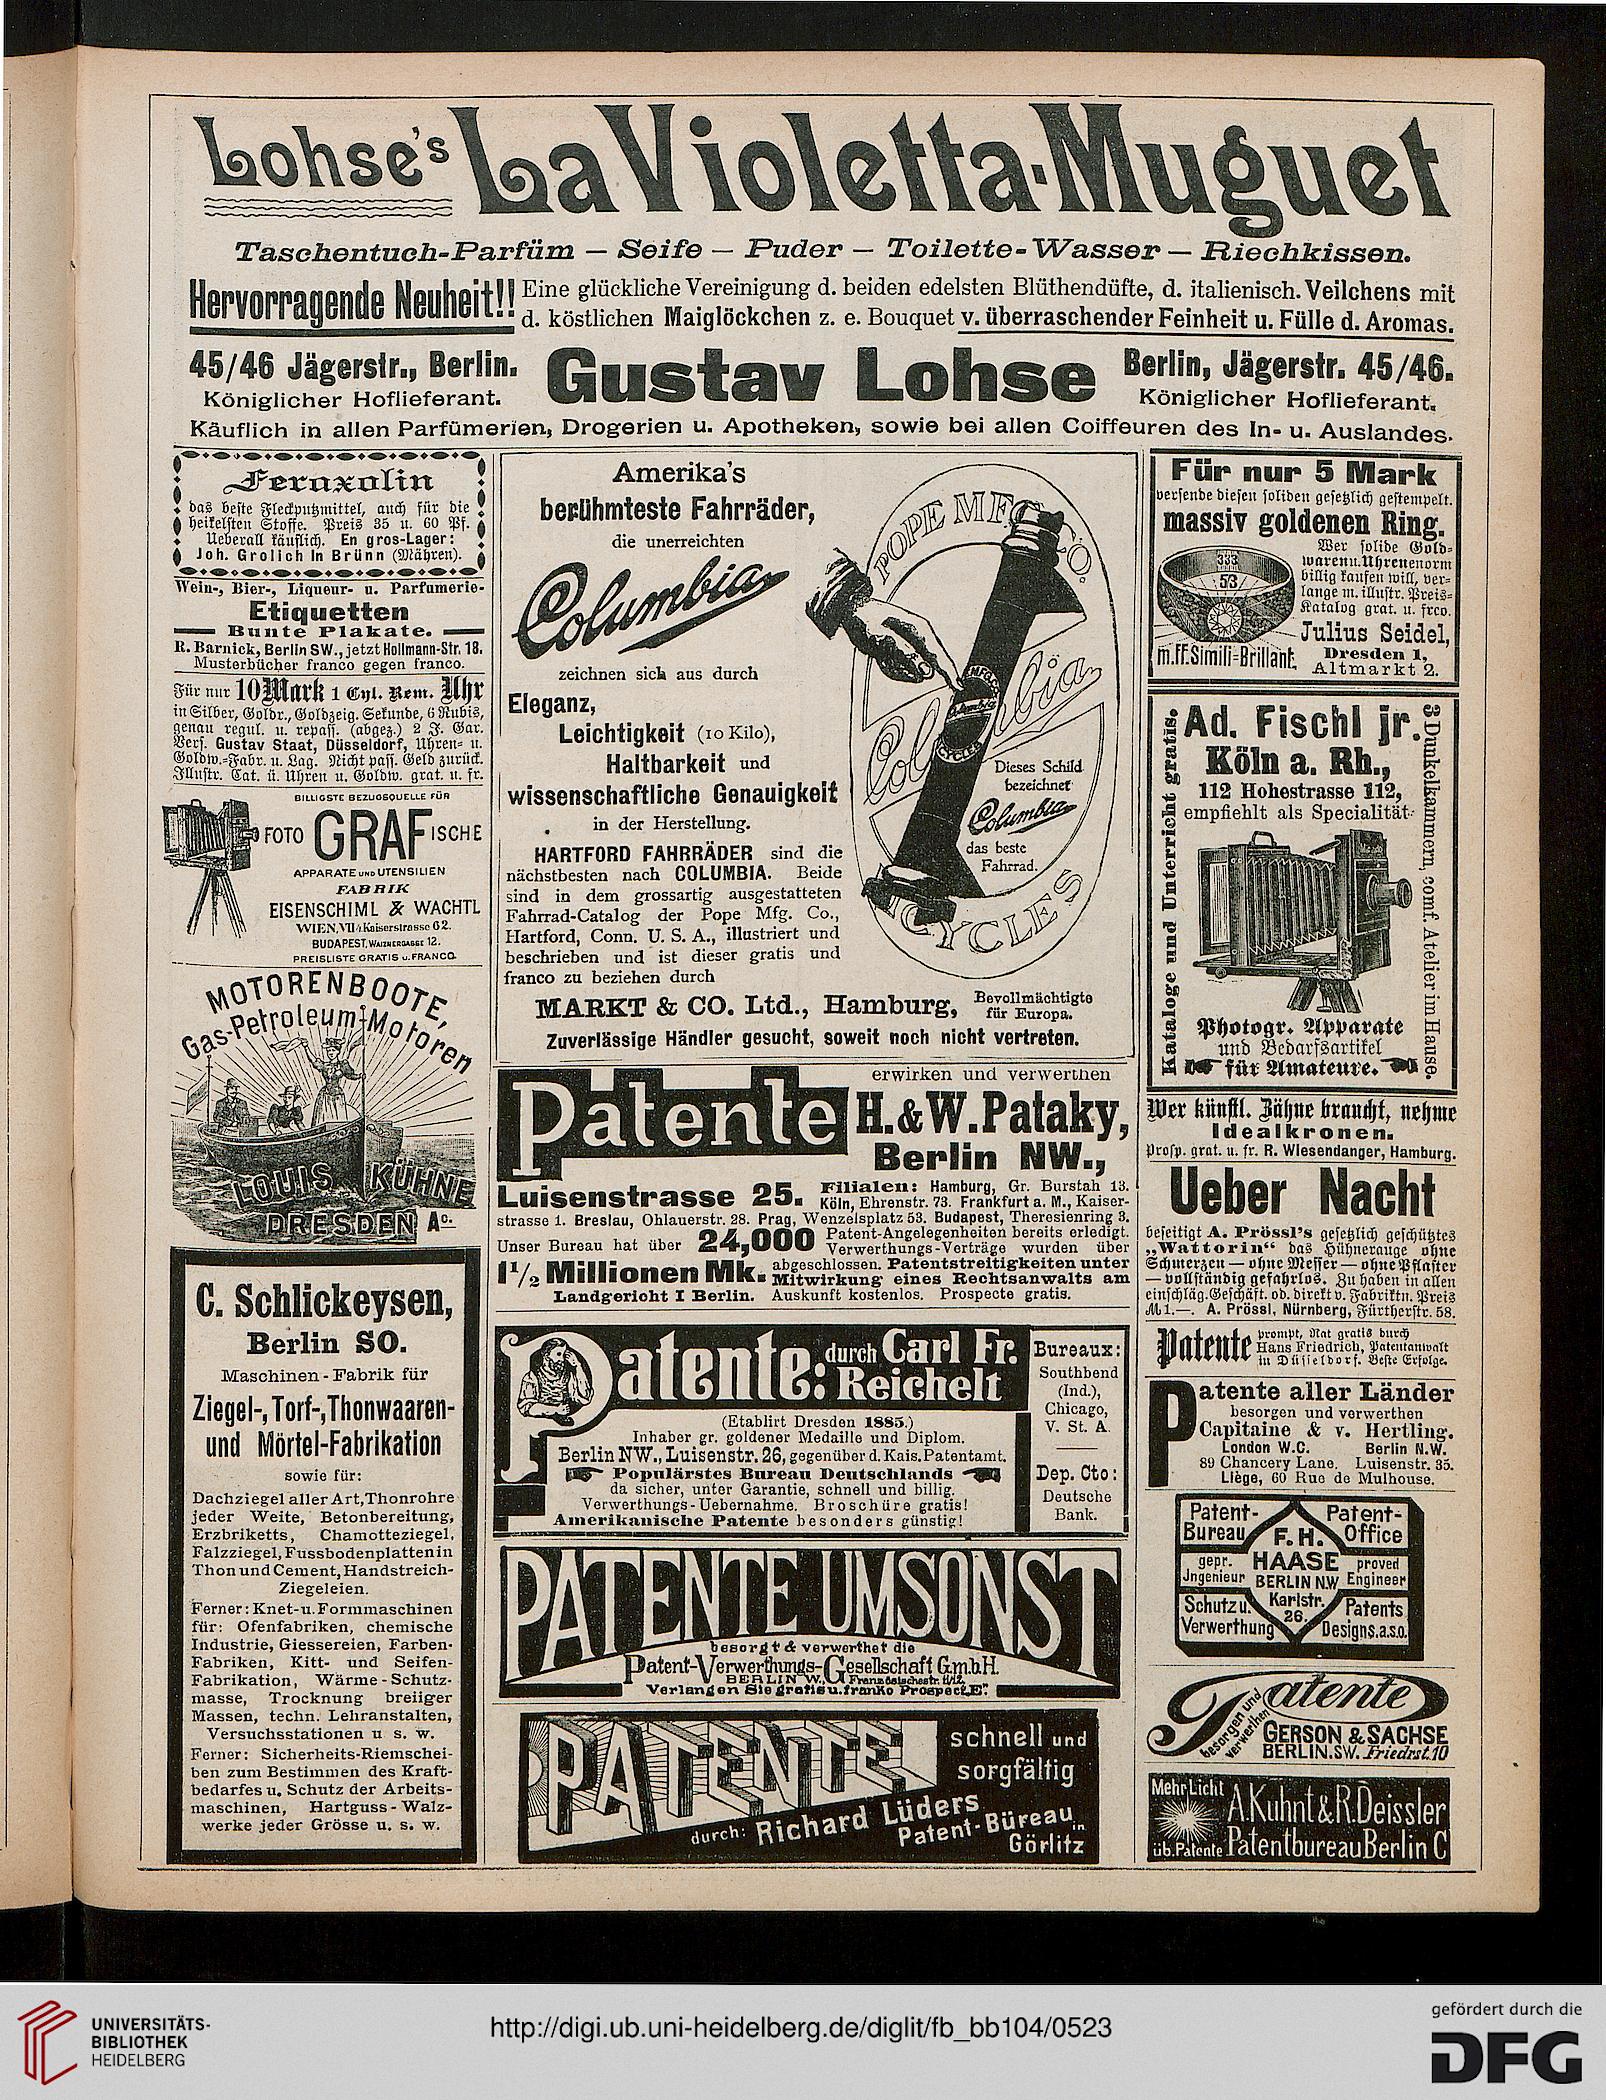 Lohse's La Violetta-Muguet
Taschentuch-Parfüm — Seife — Puder — Toilette-Wasser — Riechkissen.
Hervorragende Neuheit!!
Eine glückliche Vereinigung d. beiden edelsten Blüthendüfte, d. italienisch. Veilchens mit
d. köstlichen Maiglöckchen z. e. Bouquet v. überraschender Feinheit u. Fülle d. Aromas.
45/46 Jägerstr., Berlin.
Königlicher Hoflieferant.
Gustav Lohse
Berlin, Jägerstr. 45/46.
Königlicher Hoflieferant.
Käuflich in allen Parfümerien, Drogerien u. Apotheken, sowie bei allen Coiffeuren des In- u. Auslandes.
Feraxolin
das beste Fleckputzmittel, auch für die
heikelsten Stoffe. Preis 35 u. 60 Pf.
Ueberall käuflich. En gros-Lager:
Joh. Grolich in Brünn (Mähren).
Wein-, Bier-, Liqueur- u. Parfumerie-
Etiquetten
Bunte Plakate.
R. Barnick, Berlin SW., jetzt Hollmann-Str. 18.
Musterbücher franco gegen franco.
Für nur 10 Mark 1 Cyl. Rem. Uhr
in Silber, Goldr., Goldzeig. Sekunde, 6 Rubis,
genau regul. u. repass. (abgez.) 2 J. Gar.
Vers. Gustav Staat, Düsseldorf, Uhren- u.
Goldw.-Fabr. u. Lag. Nicht pass. Geld zurück.
Illustr. Cat. ü. Uhren u. Goldw. grat. u. fr.
BILLIGSTE BEZUGSQUELLE FÜR
FOTO GRAF ISCHE
APPARATE UND UTENSILIEN
FABRIK
EISENSCHIML & WACHTL
WIEN, VII/1 Kaiserstrasse 62.
BUDAPEST, WAIZNERGASSE 12.
PREISLISTE GRATIS U. FRANCO.
MOTORENBOOTE,
Gas-Petroleum-Motoren
LOUIS KÜHNE
DRESDEN Ac.
C. Schlickeysen,
Berlin SO.
Maschinen-Fabrik für
Ziegel-, Torf-, Thonwaaren-
und Mörtel-Fabrikation
sowie für:
Dachziegel aller Art, Thonrohre
jeder Weite, Betonbereitung,
Erzbriketts, Chamotteziegel,
Falzziegel, Fussbodenplatten in
Thon und Cement, Handstreich-
Ziegeleien.
Ferner: Knet- u. Formmaschinen
für: Ofenfabriken, chemische
Industrie, Giessereien, Farben-
Fabriken, Kitt- und Seifen-
Fabrikation, Wärme-Schutz-
masse, Trocknung breiiger
Massen, techn. Lehranstalten,
Versuchsstationen u. s. w.
Ferner: Sicherheits-Riemschei-
ben zum Bestimmen des Kraft-
bedarfes u. Schutz der Arbeits-
maschinen, Hartguss-Walz-
werke jeder Grösse u. s. w.
Amerika's
berühmteste Fahrräder,
die unerreichten
Columbia
zeichnen sich aus durch
Eleganz,
Leichtigkeit (10 Kilo),
Haltbarkeit und
wissenschaftliche Genauigkeit
in der Herstellung.
HARTFORD FAHRRÄDER sind die
nächstbesten nach COLUMBIA. Beide
sind in dem grossartig ausgestatteten
Fahrrad-Catalog der Pope Mfg. Co.,
Hartford, Conn. U. S. A., illustriert und
beschrieben und ist dieser gratis und
franco zu beziehen durch
MARKT & CO. Ltd., Hamburg, Bevollmächtigte
für Europa.
Zuverlässige Händler gesucht, soweit noch nicht vertreten.
POPE MFG. CO.
Columbia
CYCLES
Dieses Schild
bezeichnet
Columbia
das beste
Fahrrad.
Patente
erwirken und verwerthen
H. & W. Pataky,
Berlin NW.,
Luisenstrasse 25.
Filialen: Hamburg, Gr. Burstah 13.
Köln, Ehrenstr. 73. Frankfurt a. M., Kaiser-
strasse 1. Breslau, Ohlauerstr. 28. Prag, Wenzelsplatz 53. Budapest, Theresienring 3.
Unser Bureau hat über 24,000 Patent-Angelegenheiten bereits erledigt.
Verwerthungs-Verträge wurden über
1½ Millionen Mk. abgeschlossen. Patentstreitigkeiten unter
Mitwirkung eines Rechtsanwalts am
Landgericht I Berlin. Auskunft kostenlos. Prospecte gratis.
Patente: durch Carl Fr.
Reichelt
(Etablirt Dresden 1885.)
Inhaber gr. goldener Medaille und Diplom.
Berlin NW., Luisenstr. 26, gegenüber d. Kais. Patentamt.
Populärstes Bureau Deutschlands
da sicher, unter Garantie, schnell und billig.
Verwerthungs-Uebernahme. Broschüre gratis!
Amerikanische Patente besonders günstig!
Bureaux:
Southbend
(Ind.),
Chicago,
V. St. A.
Dep. Cto:
Deutsche
Bank.
PATENTE UMSONST
besorgt & verwerthet die
Patent-Verwerthungs-Gesellschaft G.m.b.H.
BERLIN W., Französischestr.
Verlangen Sie gratis u. franko Prospect „E".
PATENTE
schnell und
sorgfältig
durch: Richard Lüders
Patent-Büreau in
Görlitz
Für nur 5 Mark
versende diesen soliden gesetzlich gestempelt.
massiv goldenen Ring.
Wer solide Gold-
waren u. Uhren enorm
billig kaufen will, ver-
lange m. illustr. Preis-
Katalog grat. u. frco.
Julius Seidel,
Dresden 1,
Altmarkt 2.
333
m. ff. Simili-Brillant.
Kataloge und Unterricht gratis.
Ad. Fischl jr.
Köln a. Rh.,
112 Hohestrasse 112,
empfiehlt als Specialität:
Photogr. Apparate
und Bedarfsartikel
für Amateure.
3 Dunkelkammern, comf. Atelier im Hause.
Wer künstl. Zähne braucht, nehme
Idealkronen.
Prosp. grat. u. fr. R. Wiesendanger, Hamburg.
Ueber Nacht
beseitigt A. Prössl's gesetzlich geschütztes
„Wattorin“ das Hühnerauge ohne
Schmerzen — ohne Messer — ohne Pflaster
— vollständig gefahrlos. Zu haben in allen
einschläg. Geschäft. od. direkt v. Fabriktn. Preis
M 1.—. A. Prössl, Nürnberg, Fürtherstr. 58.
Patente prompt, Rat gratis durch
Hans Friedrich, Patentanwalt
in Düsseldorf. Beste Erfolge.
Patente aller Länder
besorgen und verwerthen
Capitaine & v. Hertling.
London W.C. Berlin N.W.
89 Chancery Lane. Luisenstr. 35.
Liège, 60 Rue de Mulhouse.
Patent-Bureau
Patent-Office
F. H. HAASE
BERLIN N.W.
Karlstr. 26.
gepr. Jngenieur
proved Engineer
Schutz u. Verwerthung
Patents Designs.a.s.o.
Patente
besorgen und verwerthen
GERSON & SACHSE
BERLIN.SW. Friedrst.10
Mehr Licht
üb. Patente
A. Kuhnt & R. Deissler
Patentbureau Berlin C
UNIVERSITÄTS-
BIBLIOTHEK
HEIDELBERG
http://digi.ub.uni-heidelberg.de/diglit/fb_bb104/0523
gefördert durch die
DFG